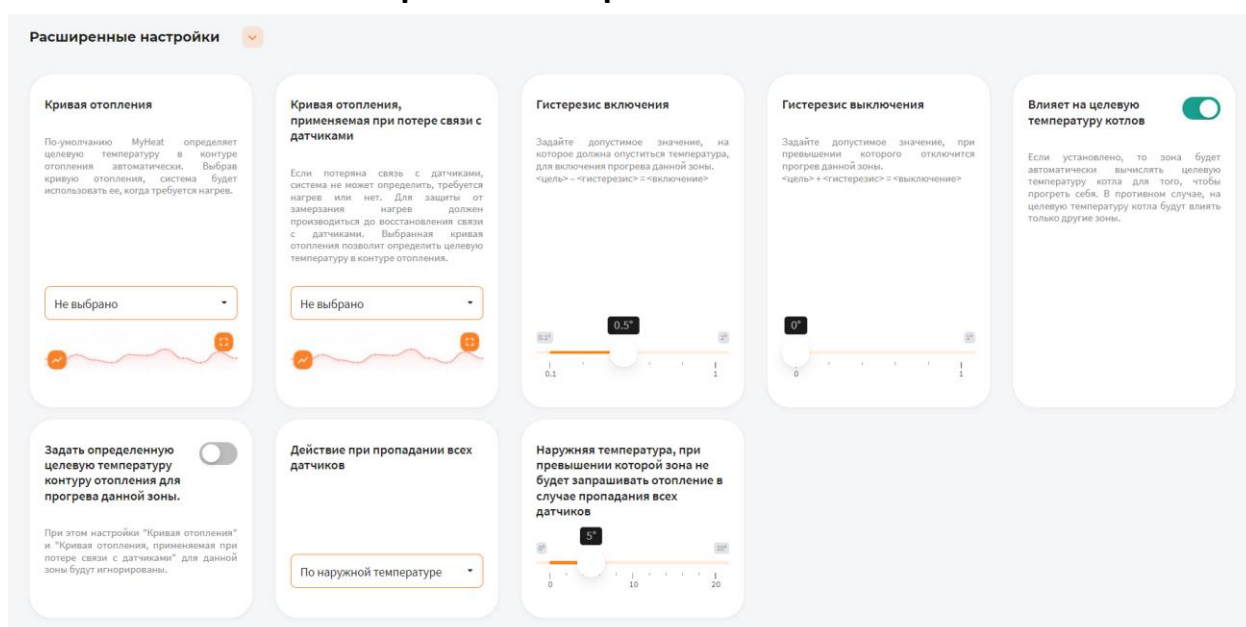 Расширенные настройки
Кривая отопления
По-умолчанию MyHeat определяет
целевую температуру в контуре
отопления автоматически. Выбрав
кривую отопления, система будет
использовать ее, когда требуется нагрев.
Не выбрано
Кривая отопления,
применяемая при потере связи с
датчиками
Если потеряна связь с датчиками,
система не может определить, требуется
нагрев или нет. Для защиты от
замерзания нагрев должен
производиться до восстановления связи
с датчиками. Выбранная кривая
отопления позволит определить целевую
температуру в контуре отопления.
Не выбрано
Гистерезис включения
Задайте допустимое значение, на
которое должна опуститься температура,
для включения прогрева данной зоны.
<цель> – <гистерезис> = <включение>
0.5°
0.1°
1°
0.1
1
Гистерезис выключения
Задайте допустимое значение, при
превышении которого отключится
прогрев данной зоны.
<цель> + <гистерезис> = <выключение>
0°
1°
0
1
Влияет на целевую
температуру котлов
Если установлено, то зона будет
автоматически вычислять целевую
температуру котла для того, чтобы
прогреть себя. В противном случае, на
целевую температуру котла будут влиять
только другие зоны.
Задать определенную
целевую температуру
контуру отопления для
прогрева данной зоны.
При этом настройки "Кривая отопления"
и "Кривая отопления, применяемая при
потере связи с датчиками" для данной
зоны будут игнорированы.
Действие при пропадании всех
датчиков
По наружной температуре
Наружняя температура, при
превышении которой зона не
будет запрашивать отопление в
случае пропадания всех
датчиков
5°
0°
20°
0
10
20